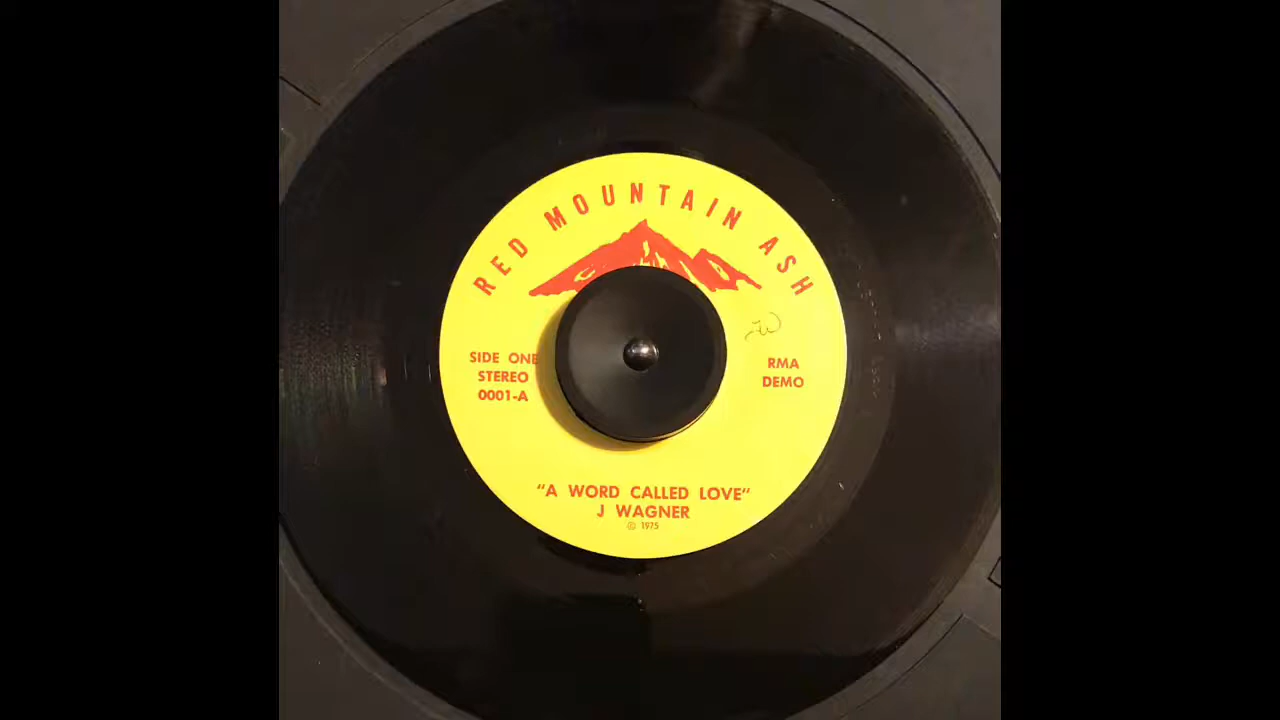 RED MOUNTAIN ASH
SIDE ONE
STEREO
0001-A
RMA
DEMO
"A WORD CALLED LOVE"
J WAGNER
© 1975